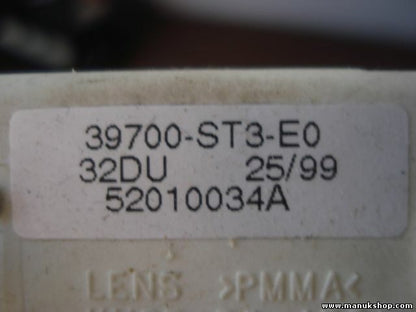 39700-ST3-E0
32DU 25/99
52010034A
LENS >PMMA<
www.manukshop.com